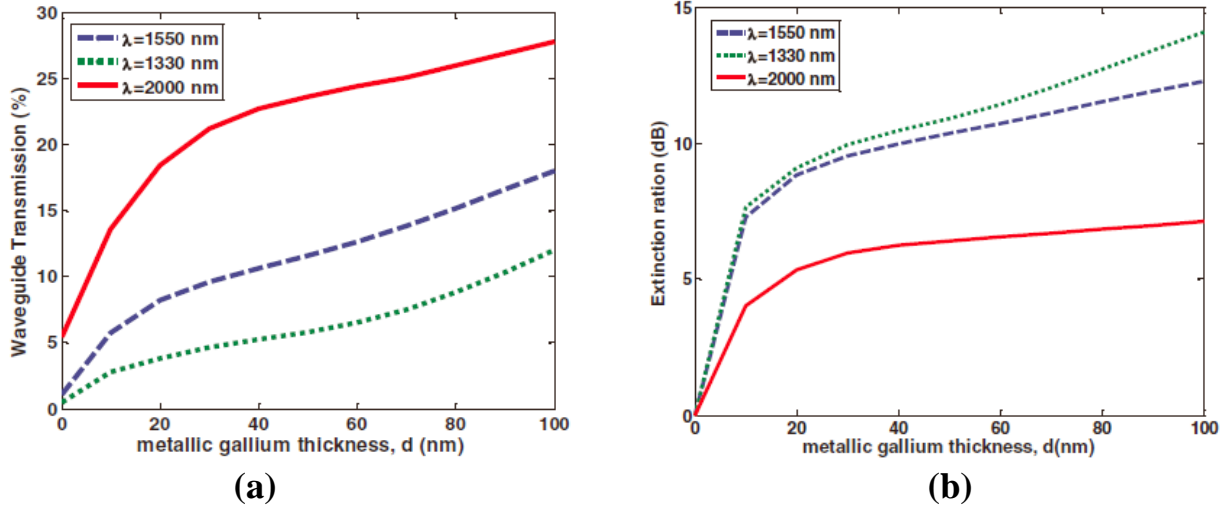 30
25
20
15
10
5
0
Waveguide Transmission (%)
λ=1550 nm
λ=1330 nm
λ=2000 nm
0 20 40 60 80 100
metallic gallium thickness, d (nm)
(a)
15
10
5
0
Extinction ration (dB)
λ=1550 nm
λ=1330 nm
λ=2000 nm
0 20 40 60 80 100
metallic gallium thickness, d(nm)
(b)